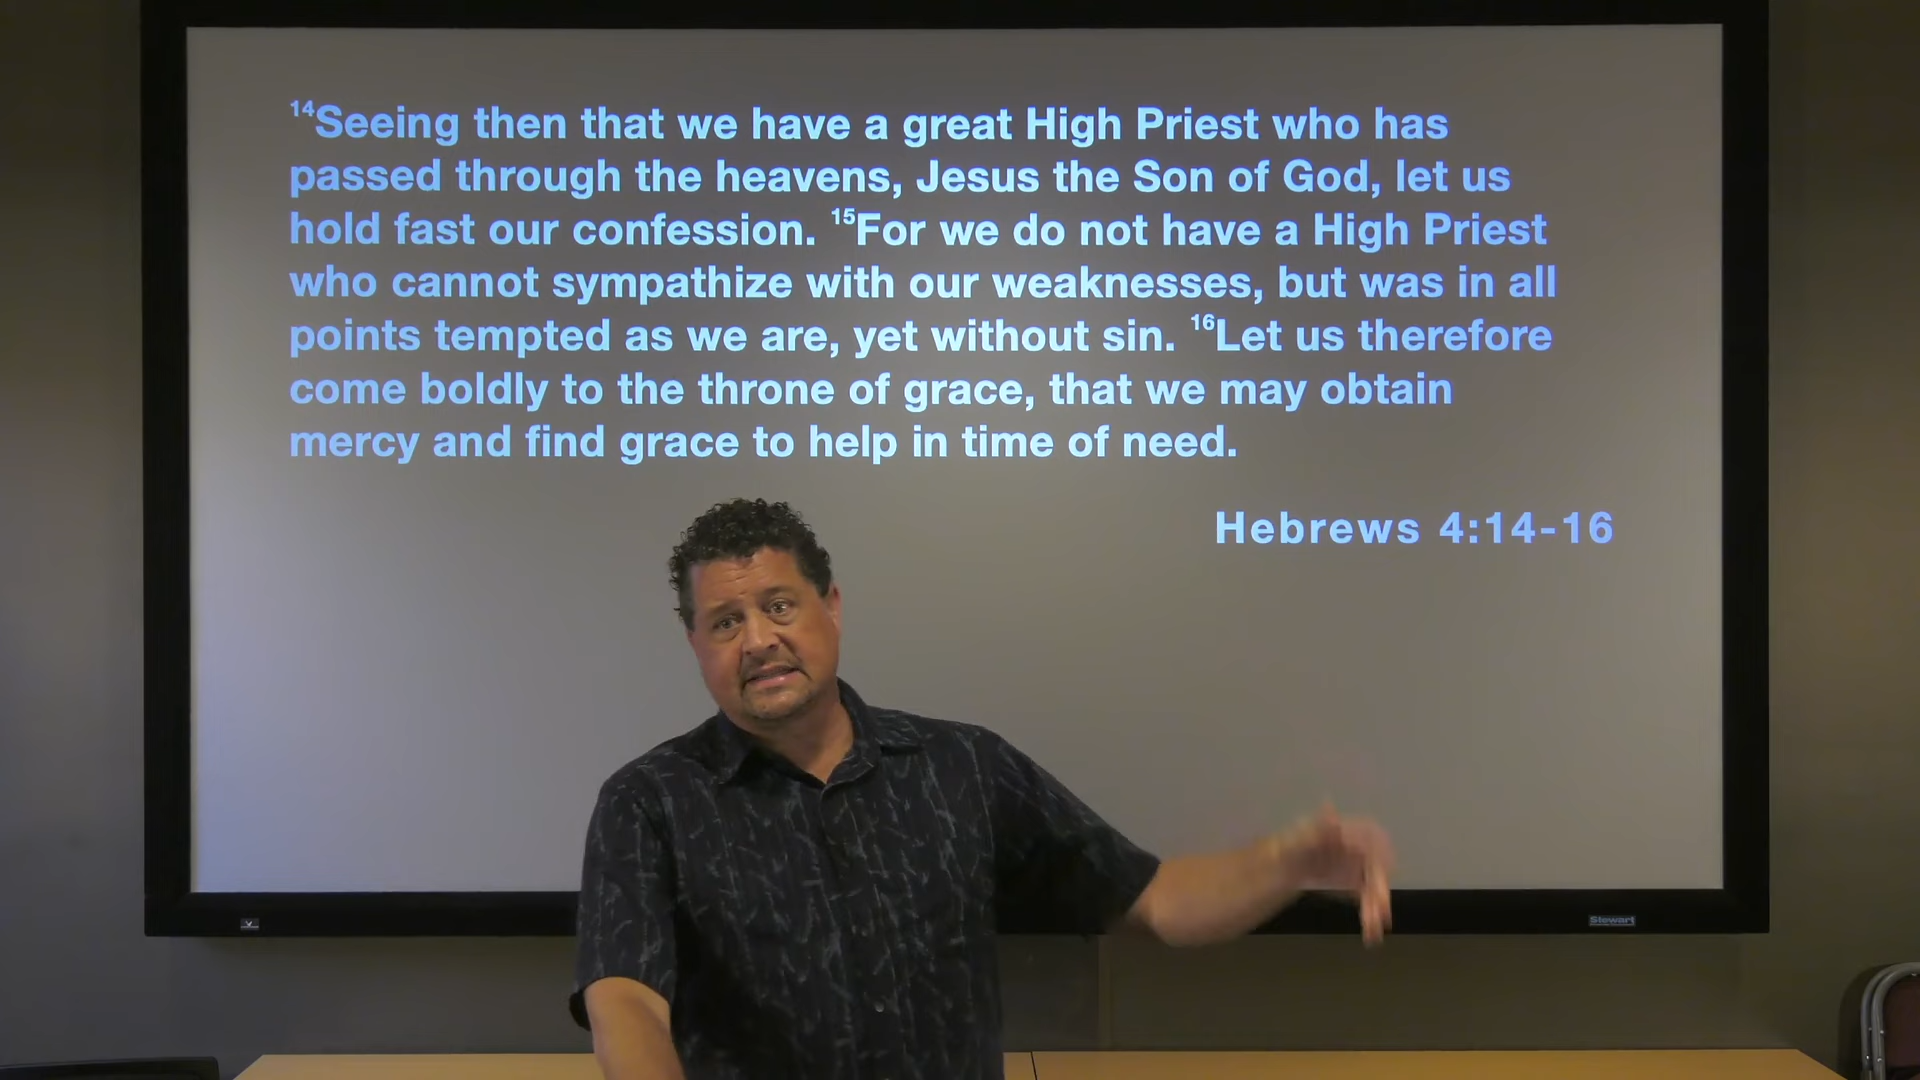 ¹⁴Seeing then that we have a great High Priest who has
passed through the heavens, Jesus the Son of God, let us
hold fast our confession. ¹⁵For we do not have a High Priest
who cannot sympathize with our weaknesses, but was in all
points tempted as we are, yet without sin. ¹⁶Let us therefore
come boldly to the throne of grace, that we may obtain
mercy and find grace to help in time of need.
Hebrews 4:14-16
Stewart